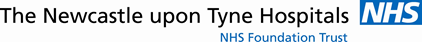 The Newcastle upon Tyne Hospitals NHS
NHS Foundation Trust